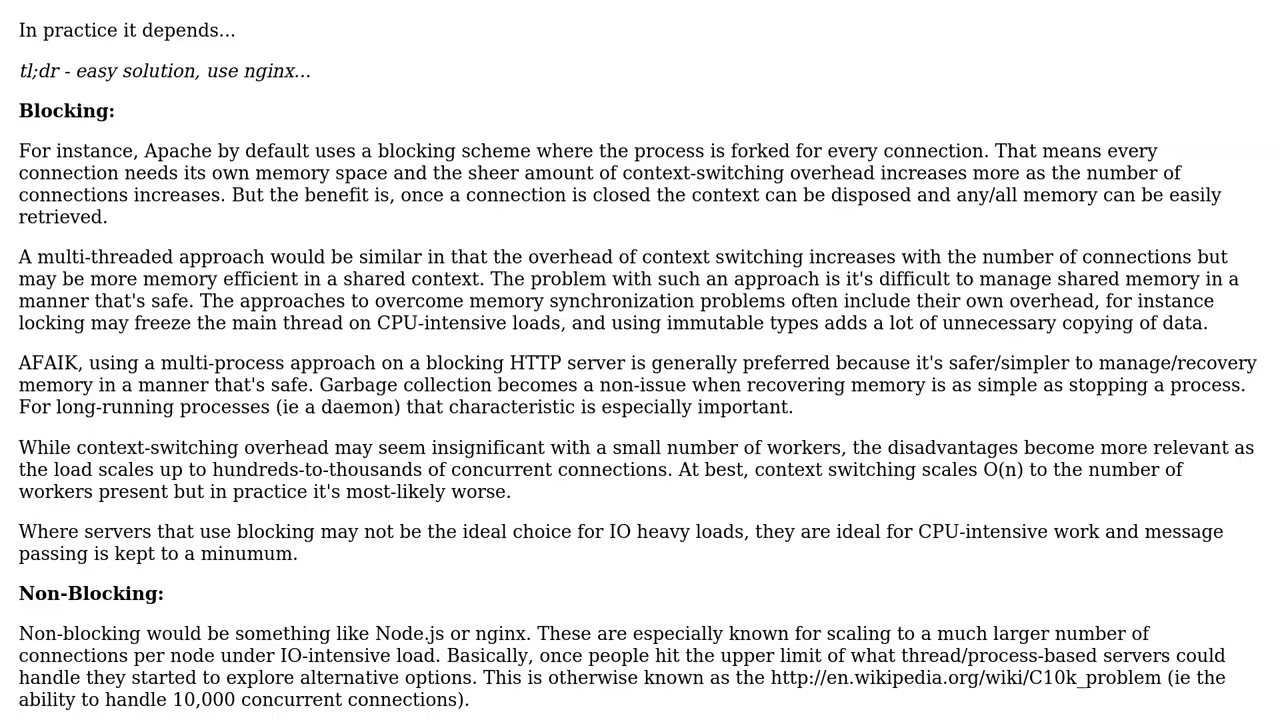 In practice it depends...
tl;dr - easy solution, use nginx...
Blocking:
For instance, Apache by default uses a blocking scheme where the process is forked for every connection. That means every
connection needs its own memory space and the sheer amount of context-switching overhead increases more as the number of
connections increases. But the benefit is, once a connection is closed the context can be disposed and any/all memory can be easily
retrieved.
A multi-threaded approach would be similar in that the overhead of context switching increases with the number of connections but
may be more memory efficient in a shared context. The problem with such an approach is it's difficult to manage shared memory in a
manner that's safe. The approaches to overcome memory synchronization problems often include their own overhead, for instance
locking may freeze the main thread on CPU-intensive loads, and using immutable types adds a lot of unnecessary copying of data.
AFAIK, using a multi-process approach on a blocking HTTP server is generally preferred because it's safer/simpler to manage/recovery
memory in a manner that's safe. Garbage collection becomes a non-issue when recovering memory is as simple as stopping a process.
For long-running processes (ie a daemon) that characteristic is especially important.
While context-switching overhead may seem insignificant with a small number of workers, the disadvantages become more relevant as
the load scales up to hundreds-to-thousands of concurrent connections. At best, context switching scales O(n) to the number of
workers present but in practice it's most-likely worse.
Where servers that use blocking may not be the ideal choice for IO heavy loads, they are ideal for CPU-intensive work and message
passing is kept to a minumum.
Non-Blocking:
Non-blocking would be something like Node.js or nginx. These are especially known for scaling to a much larger number of
connections per node under IO-intensive load. Basically, once people hit the upper limit of what thread/process-based servers could
handle they started to explore alternative options. This is otherwise known as the http://en.wikipedia.org/wiki/C10k_problem (ie the
ability to handle 10,000 concurrent connections).